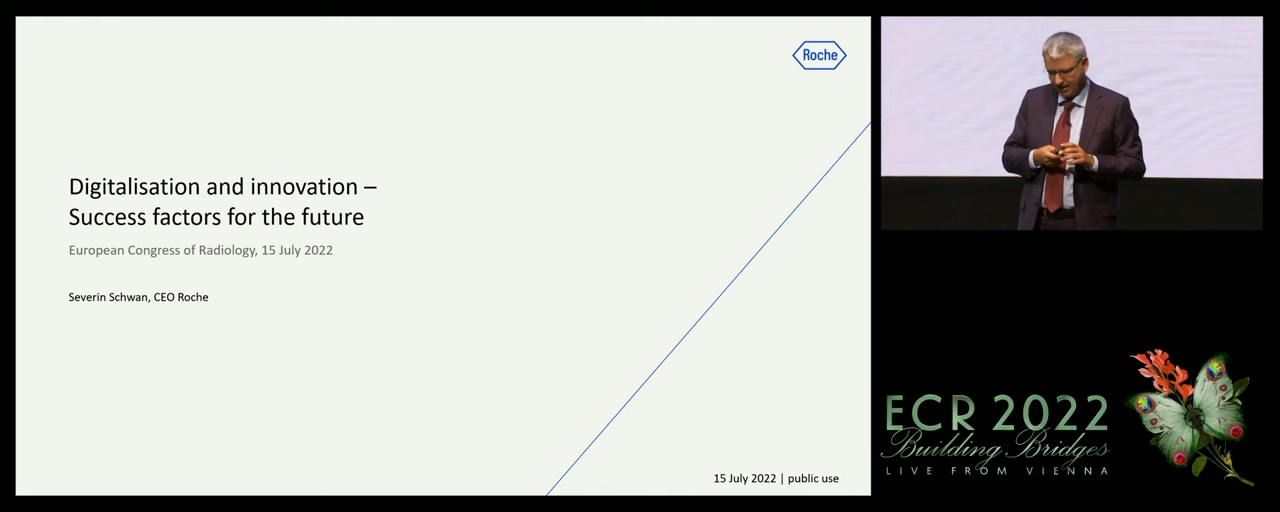 Roche
Digitalisation and innovation –
Success factors for the future
European Congress of Radiology, 15 July 2022
Severin Schwan, CEO Roche
15 July 2022 | public use
ECR 2022
Building Bridges
LIVE FROM VIENNA